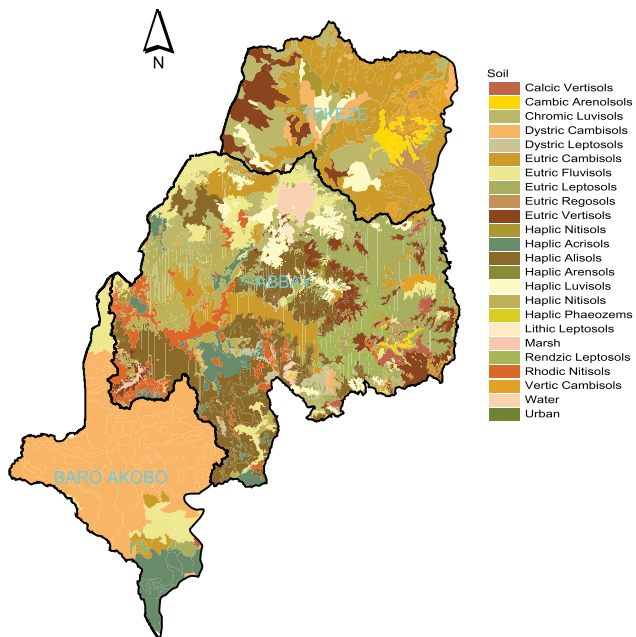 N
TEKEZE
ABBAY
BARO AKOBO
Soil
Calcic Vertisols
Cambic Arenolsols
Chromic Luvisols
Dystric Cambisols
Dystric Leptosols
Eutric Cambisols
Eutric Fluvisols
Eutric Leptosols
Eutric Regosols
Eutric Vertisols
Haplic Nitisols
Haplic Acrisols
Haplic Alisols
Haplic Arensols
Haplic Luvisols
Haplic Nitisols
Haplic Phaeozems
Lithic Leptosols
Marsh
Rendzic Leptosols
Rhodic Nitisols
Vertic Cambisols
Water
Urban